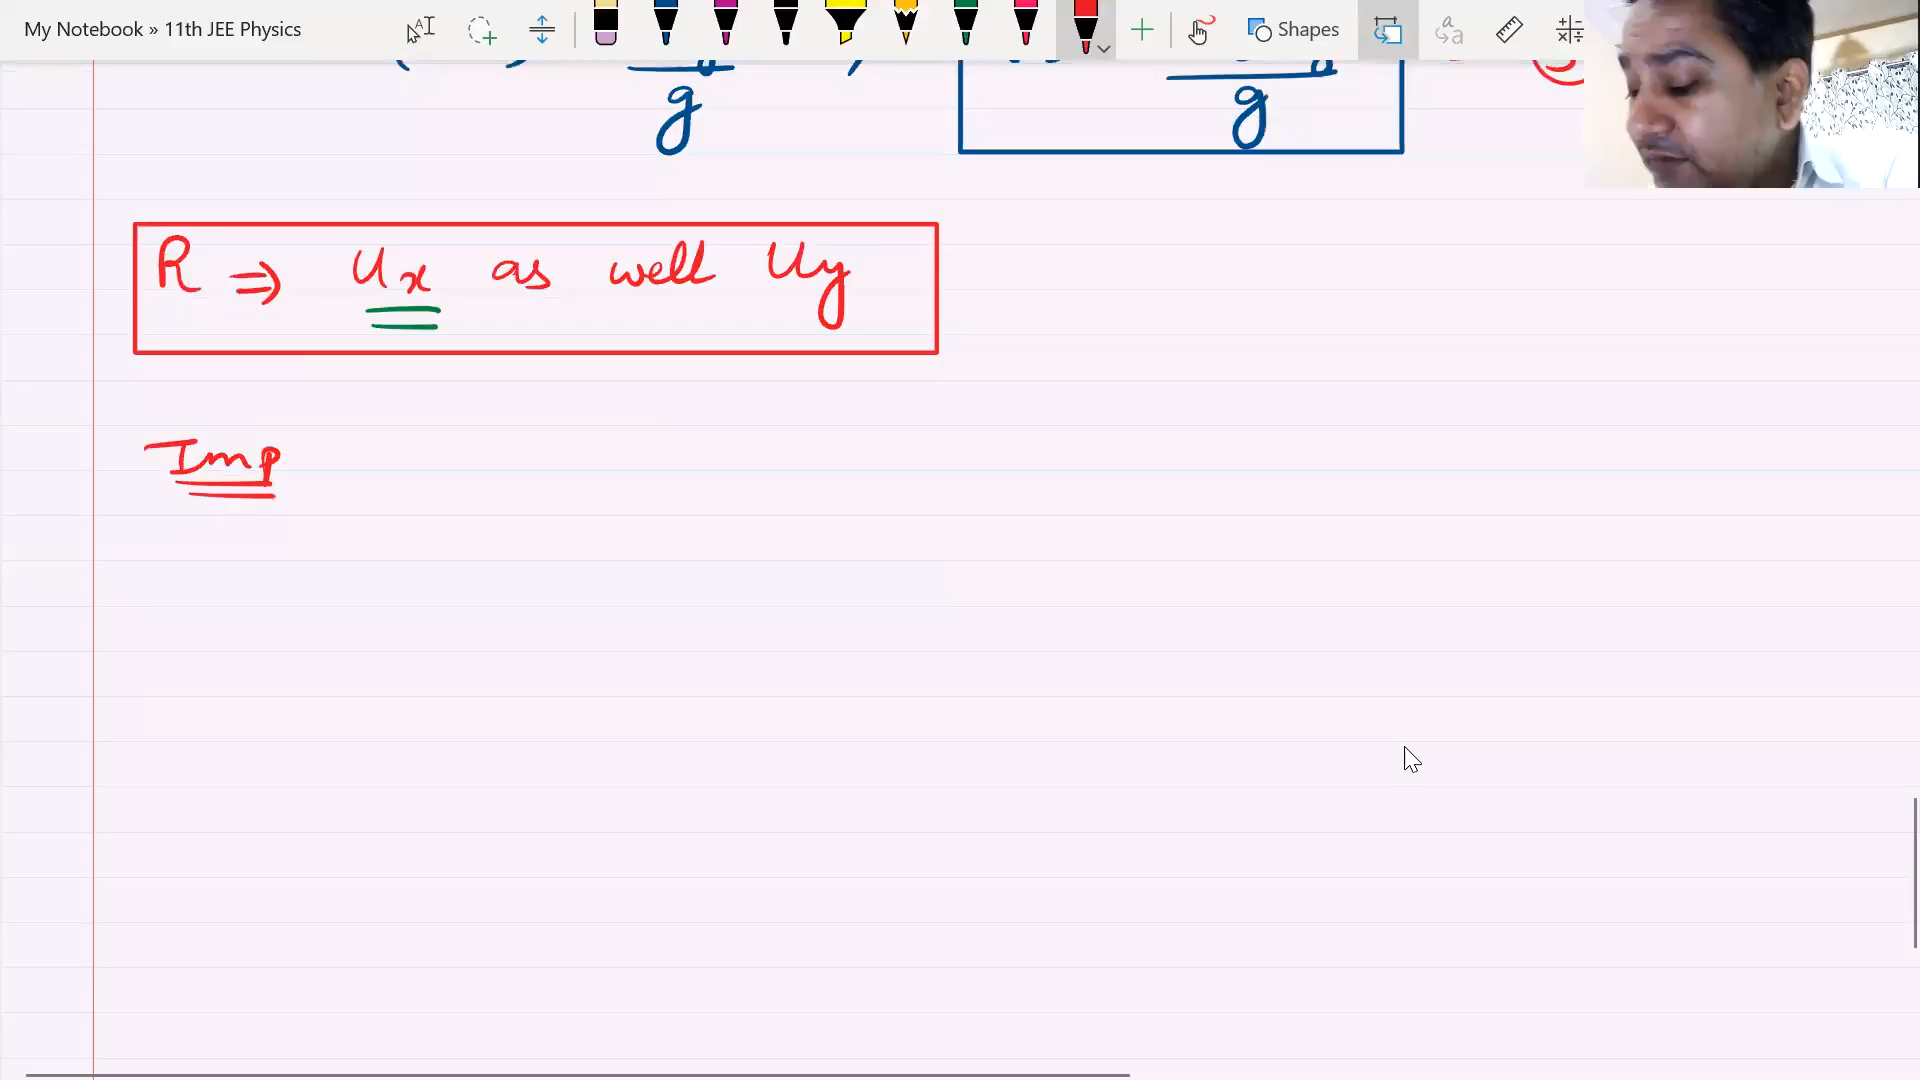 My Notebook » 11th JEE Physics
Shapes
g
g
R ⇒ Ux as well Uy
Imp